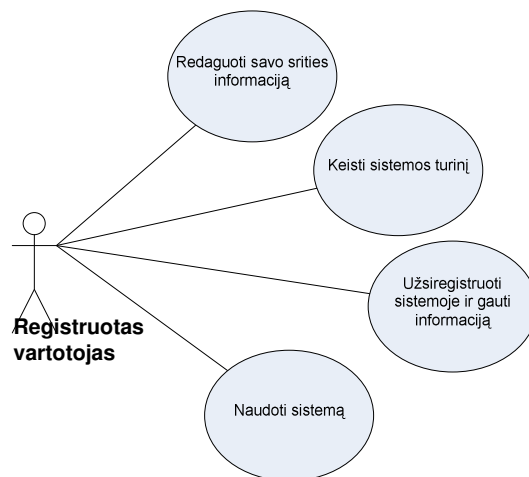 Redaguoti savo srities
informaciją
Keisti sistemos turinį
Užsiregistruoti
sistemoje ir gauti
informaciją
Registruotas
vartotojas
Naudoti sistemą